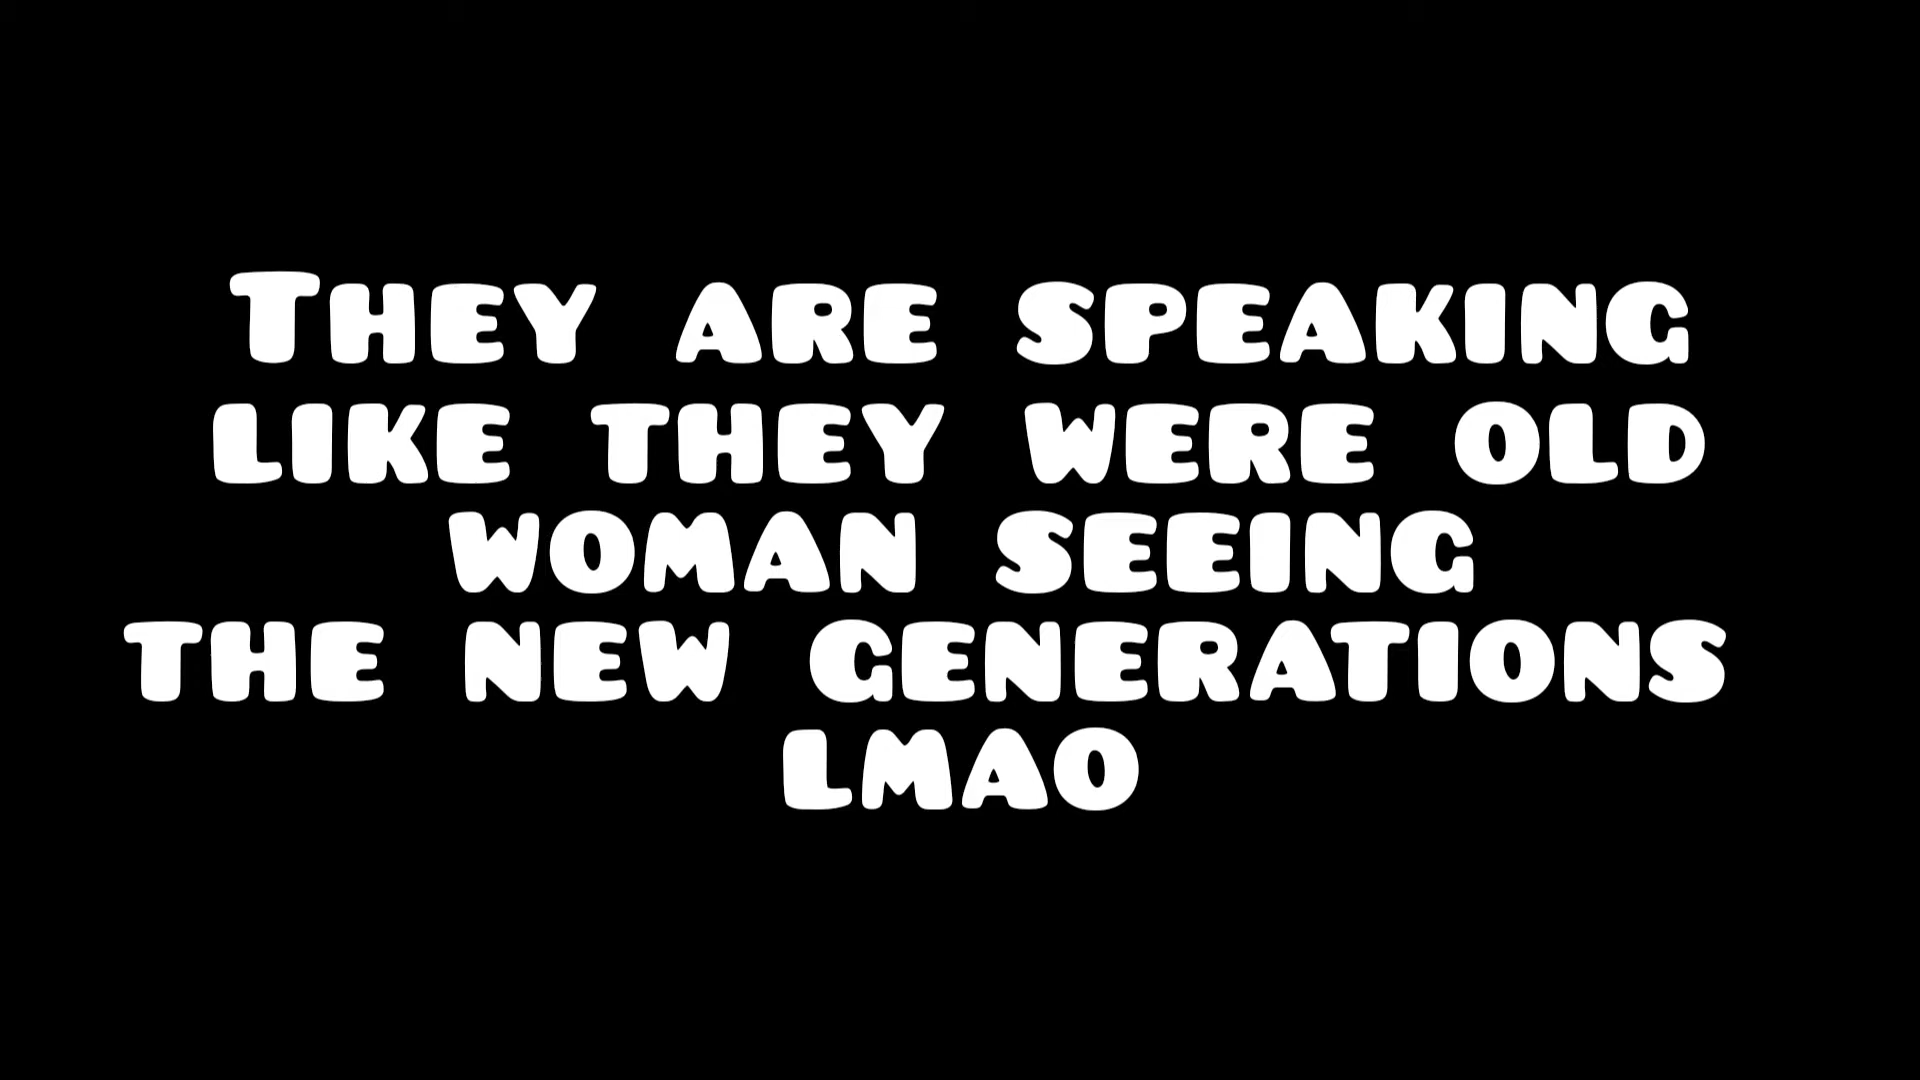 They are speaking
like they were old
woman seeing
the new generations
lmao